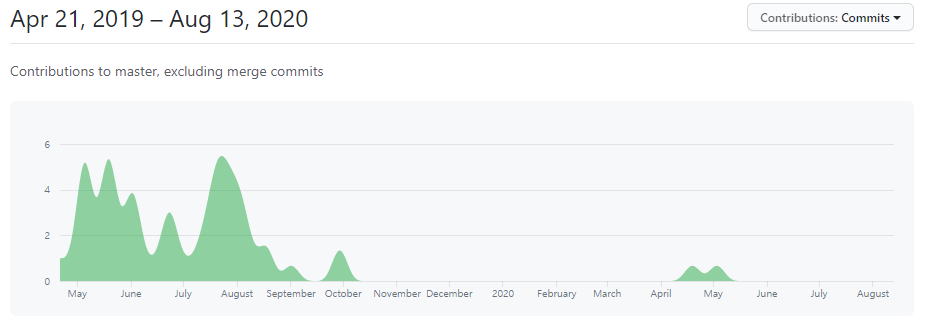 Apr 21, 2019 – Aug 13, 2020
Contributions: Commits
Contributions to master, excluding merge commits
6
4
2
0
May June July August September October November December 2020 February March April May June July August